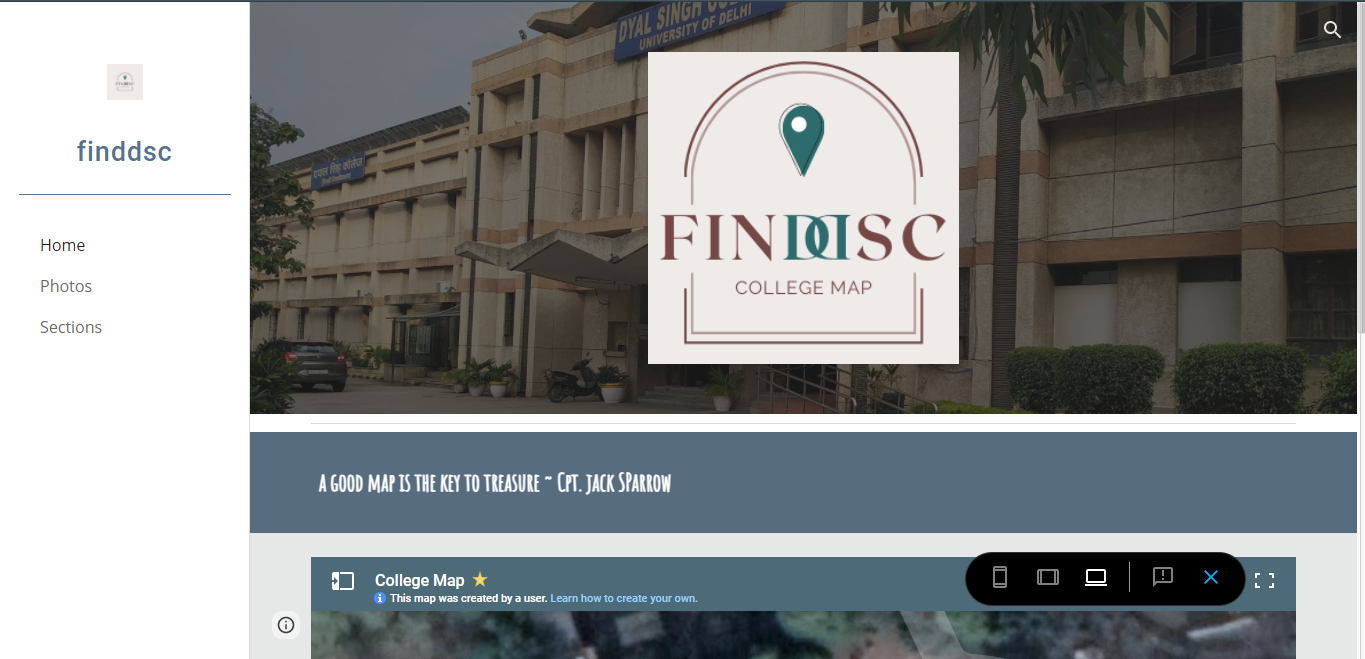 finddsc
Home
Photos
Sections
DYAL SINGH
UNIVERSITY OF DELHI
दयाल सिंह कॉलेज
FINDDSC
COLLEGE MAP
A GOOD MAP IS THE KEY TO TREASURE ~ CPT. JACK SPARROW
College Map
This map was created by a user. Learn how to create your own.